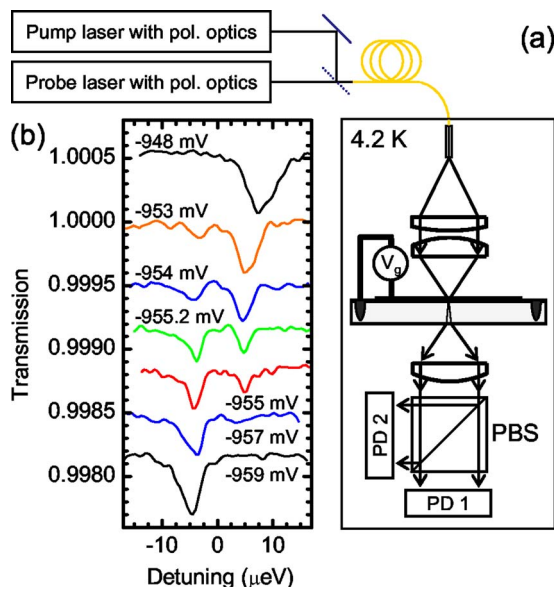 Pump laser with pol. optics
(a)
Probe laser with pol. optics
(b)
-948 mV
4.2 K
1.0005
-953 mV
1.0000
-954 mV
0.9995
Vg
-955.2 mV
0.9990
-955 mV
0.9985
-957 mV
PD 2
PBS
-959 mV
0.9980
PD 1
Transmission
-10
0
10
Detuning (μeV)